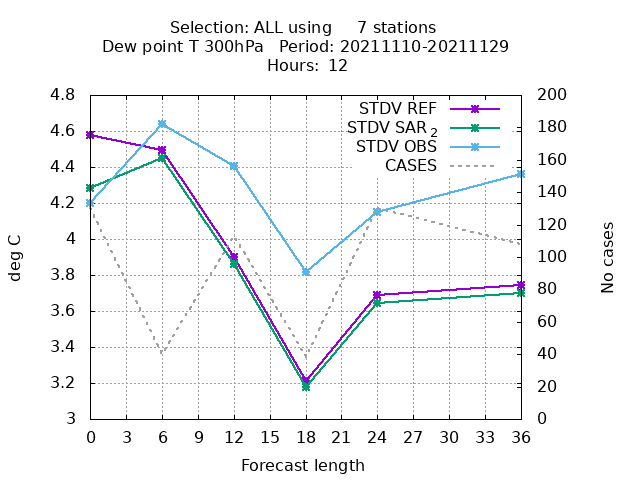 Selection: ALL using     7 stations
Dew point T 300hPa   Period: 20211110-20211129
Hours: 12
4.8
4.6
4.4
4.2
4
3.8
3.6
3.4
3.2
3
deg C
STDV REF
STDV SAR 2
STDV OBS
CASES
200
180
160
140
120
100
80
60
40
20
0
No cases
0 3 6 9 12 15 18 21 24 27 30 33 36
Forecast length